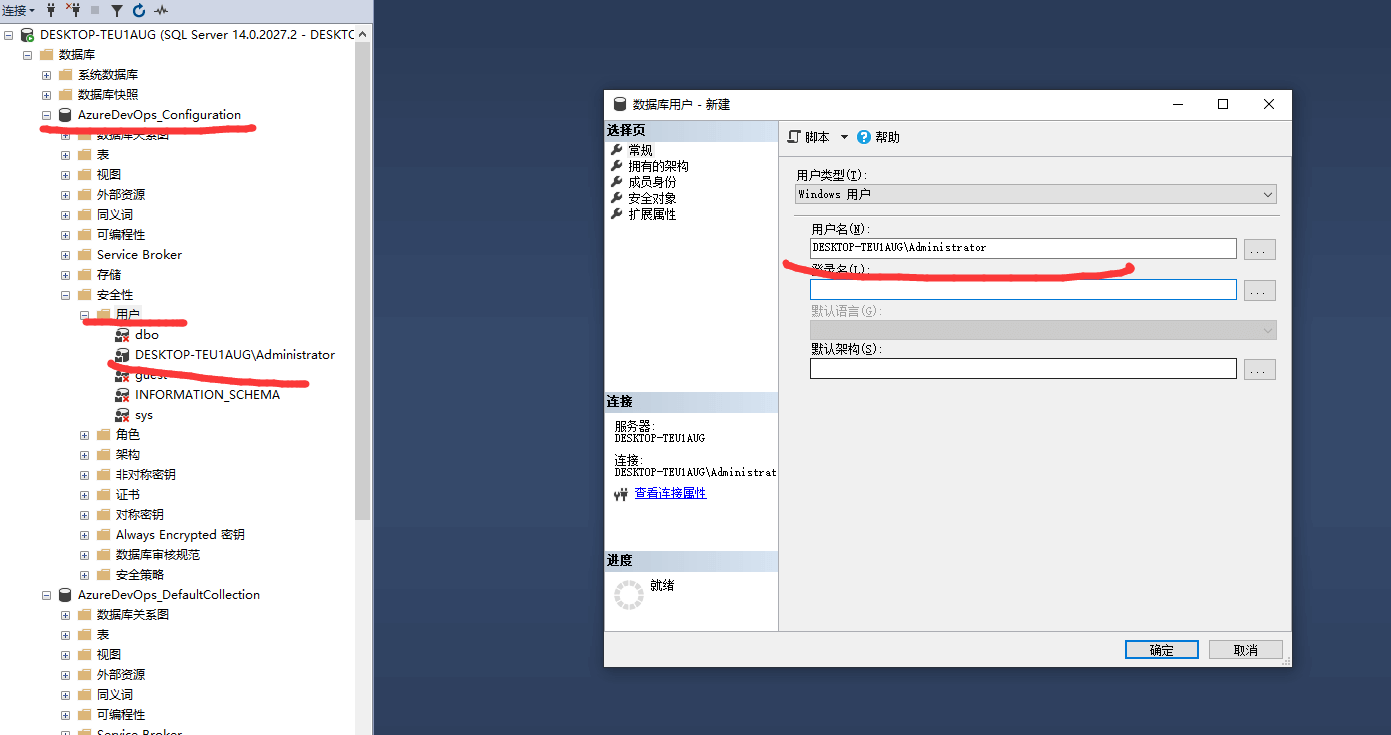 连接
DESKTOP-TEU1AUG (SQL Server 14.0.2027.2 - DESKTC
数据库
系统数据库
数据库快照
AzureDevOps_Configuration
数据库关系图
表
视图
外部资源
同义词
可编程性
Service Broker
存储
安全性
用户
dbo
DESKTOP-TEU1AUG\Administrator
guest
INFORMATION_SCHEMA
sys
角色
架构
非对称密钥
证书
对称密钥
Always Encrypted 密钥
数据库审核规范
安全策略
AzureDevOps_DefaultCollection
数据库关系图
表
视图
外部资源
同义词
可编程性
Service Broker
数据库用户 - 新建
选择页
常规
拥有的架构
成员身份
安全对象
扩展属性
连接
服务器:
DESKTOP-TEU1AUG
连接:
DESKTOP-TEU1AUG\Administrat
查看连接属性
进度
就绪
脚本
帮助
用户类型(T):
Windows 用户
用户名(N):
DESKTOP-TEU1AUG\Administrator
...
登录名(L):
...
默认语言(G):
默认架构(S):
...
确定
取消